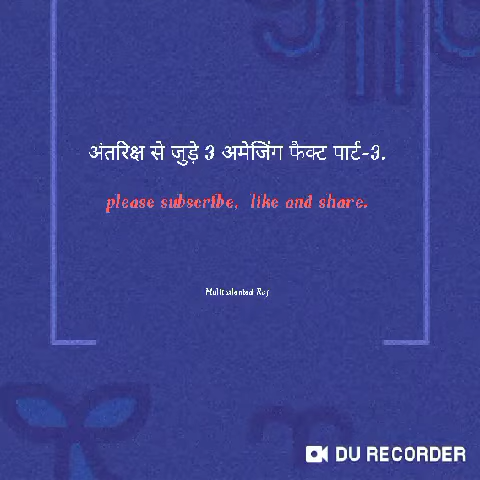 अंतरिक्ष से जुड़े 3 अमेजिंग फैक्ट पार्ट-3.
please subscribe, like and share.
Multitalented Raj
DU RECORDER